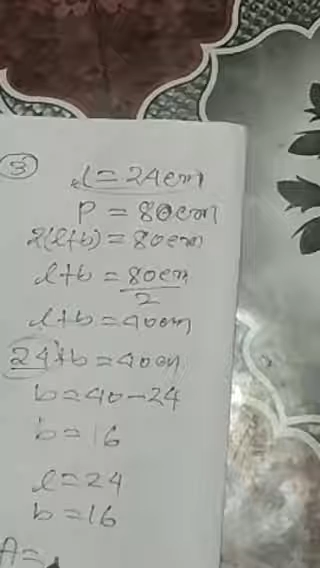 3
l = 24cm
P = 80cm
2(l+b) = 80cm
l+b = 80cm/2
l+b = 40cm
24+b = 40cm
b = 40-24
b = 16
l = 24
b = 16
A =